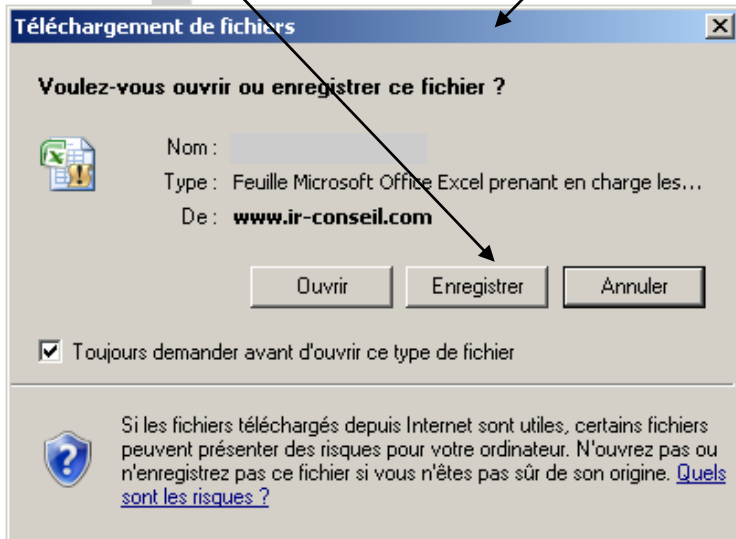 Téléchargement de fichiers
Voulez-vous ouvrir ou enregistrer ce fichier ?
Nom :
Type : Feuille Microsoft Office Excel prenant en charge les...
De : www.ir-conseil.com
Ouvrir Enregistrer Annuler
Toujours demander avant d'ouvrir ce type de fichier
Si les fichiers téléchargés depuis Internet sont utiles, certains fichiers
peuvent présenter des risques pour votre ordinateur. N'ouvrez pas ou
n'enregistrez pas ce fichier si vous n'êtes pas sûr de son origine. Quels
sont les risques ?